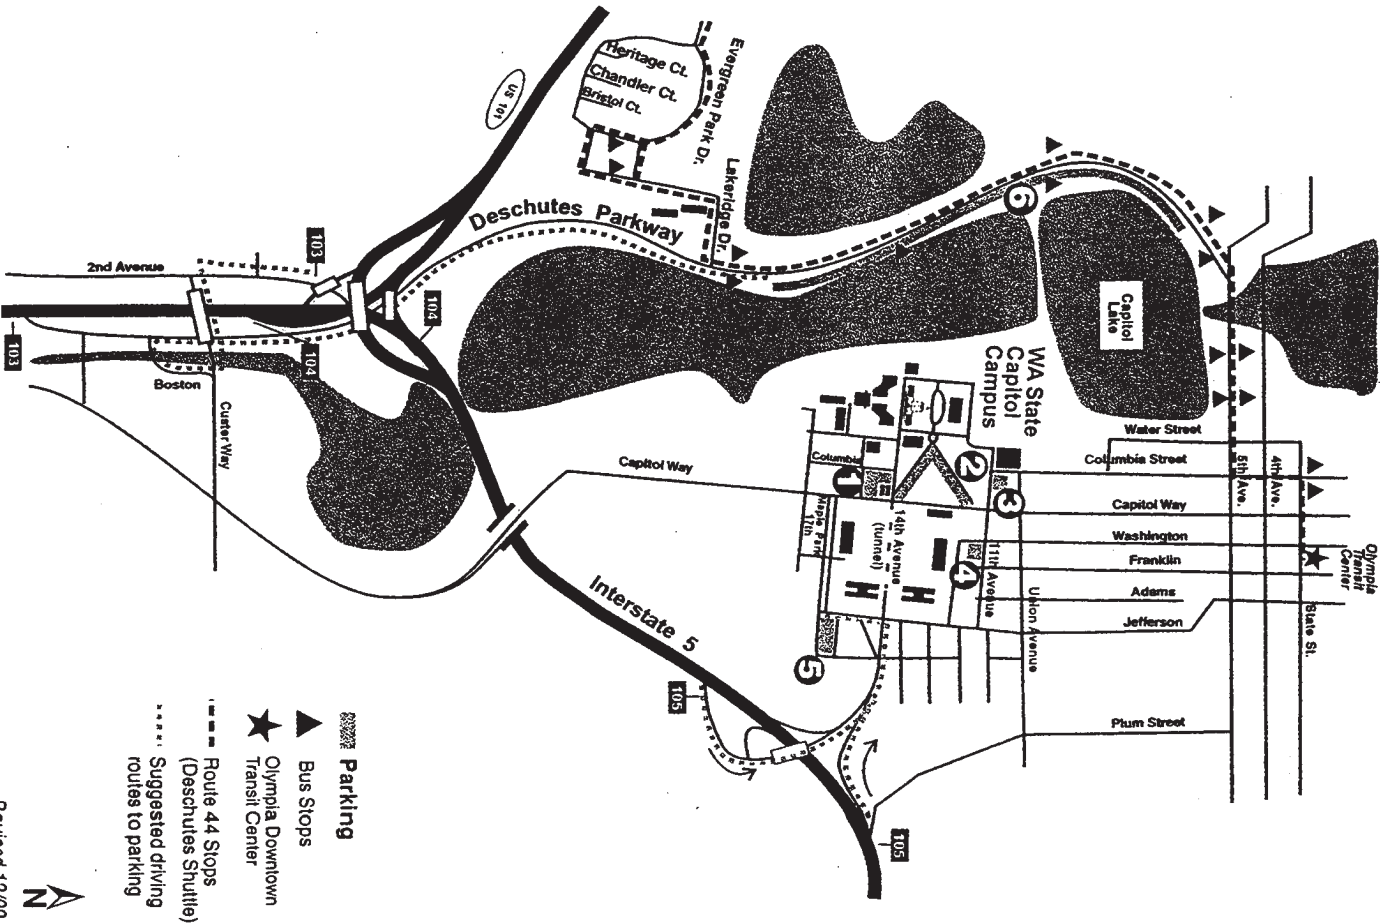 US 101
Heritage Ct.
Chandler Ct.
Bristol Ct.
Evergreen Park Dr.
Lakeridge Dr.
Deschutes Parkway
2nd Avenue
103
104
103
104
Boston
Custer Way
Capitol Way
Interstate 5
105
105
6
Capitol
Lake
WA State
Capitol
Campus
Water Street
Columbia Street
Capitol Way
Washington
Franklin
Adams
Jefferson
Plum Street
5th Ave.
4th Ave.
State St.
Olympia
Transit
Center
Union Avenue
11th Avenue
14th Avenue
(tunnel)
Columbia
Maple Park
17th
1
2
3
4
5
Parking
Bus Stops
Olympia Downtown
Transit Center
Route 44 Stops
(Deschutes Shuttle)
Suggested driving
routes to parking
N